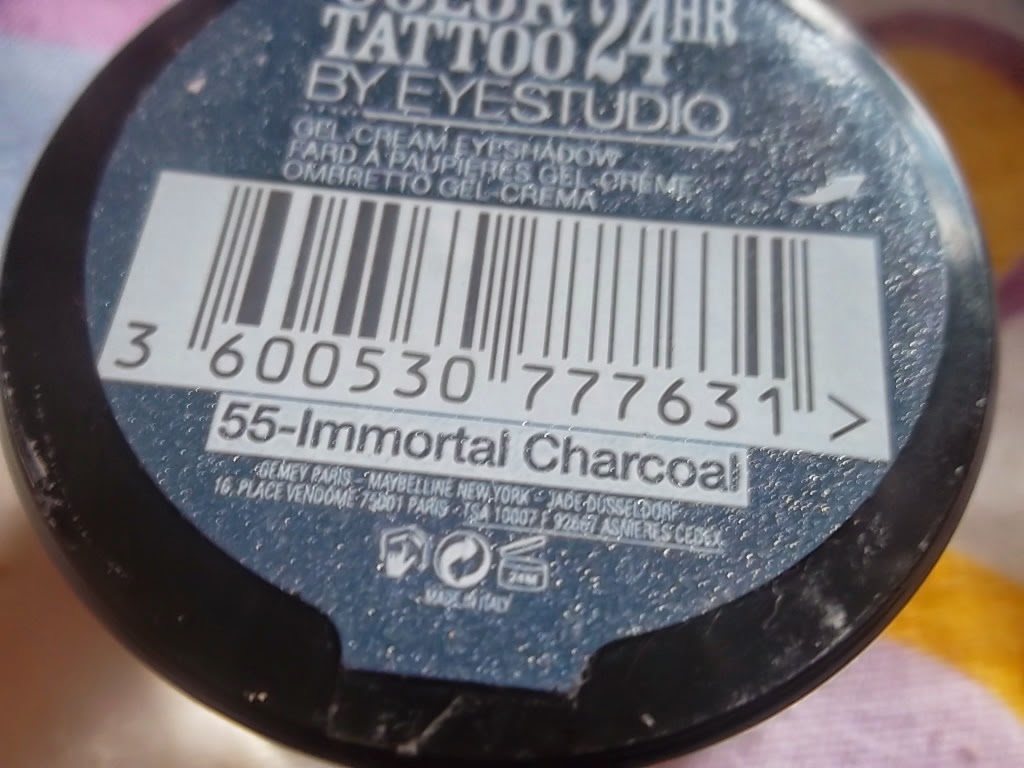 COLOR 24HR
TATTOO
BY EYESTUDIO
GEL-CREAM EYESHADOW
FARD À PAUPIÈRES GEL-CRÈME
OMBRETTO GEL-CREMA
3 600530 777631 >
55-Immortal Charcoal
GEMEY PARIS - MAYBELLINE NEW YORK - JADE DÜSSELDORF
16, PLACE VENDÔME 75001 PARIS - TSA 10007 F 92667 ASNIERES CEDEX
24M
MADE IN ITALY